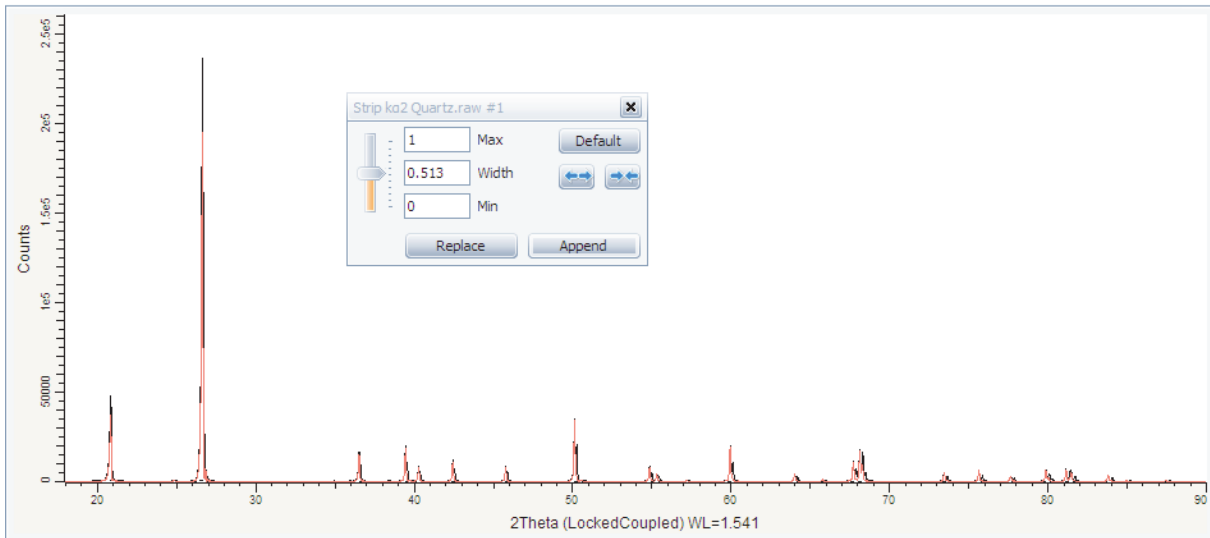 2.5e5
2e5
1.5e5
1e5
50000
0
Counts
Strip kα2 Quartz.raw #1
1 Max Default
0.513 Width
0 Min
Replace Append
20 30 40 50 60 70 80 90
2Theta (LockedCoupled) WL=1.541